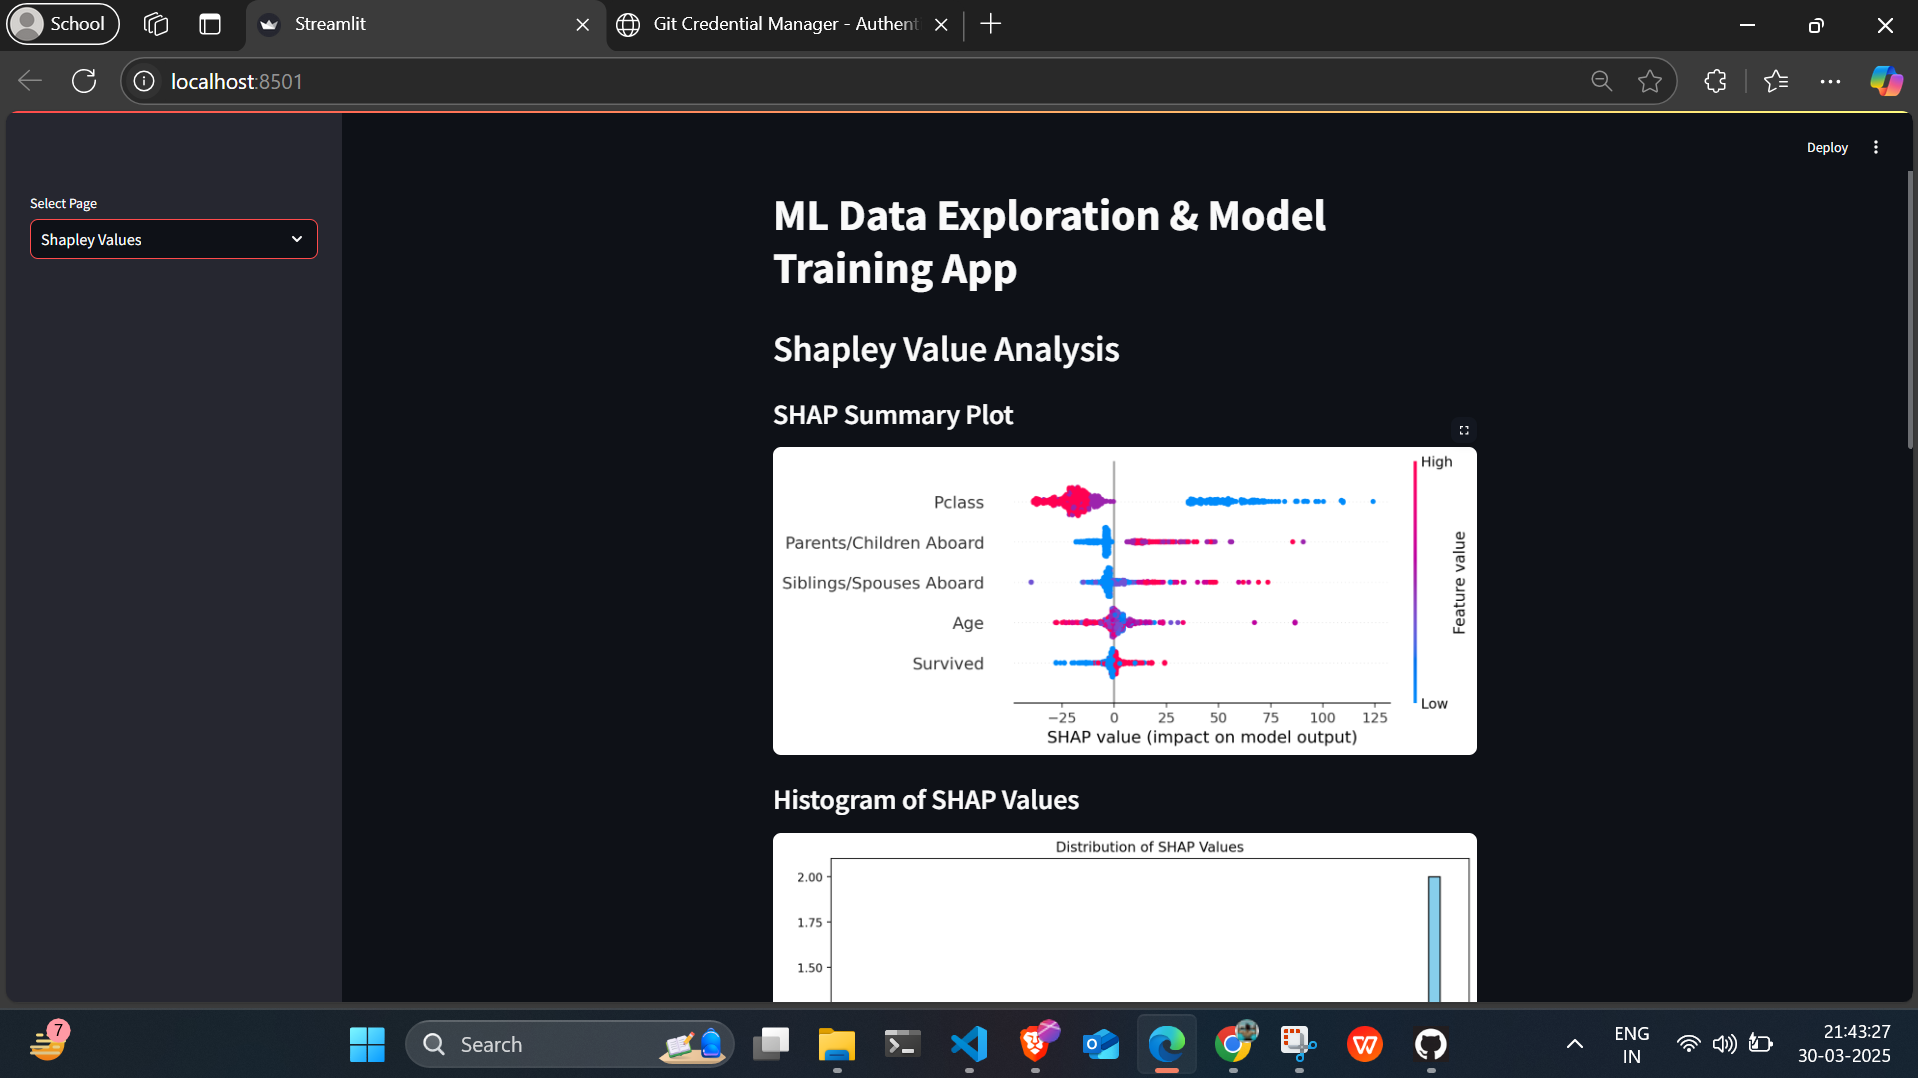 School
Streamlit
Git Credential Manager - Authent
localhost:8501
Deploy
Select Page
Shapley Values
ML Data Exploration & Model
Training App
Shapley Value Analysis
SHAP Summary Plot
High
Pclass
Parents/Children Aboard
Siblings/Spouses Aboard
Age
Survived
Feature value
Low
−25 0 25 50 75 100 125
SHAP value (impact on model output)
Histogram of SHAP Values
Distribution of SHAP Values
2.00
1.75
1.50
7
Search
ENG
IN
21:43:27
30-03-2025